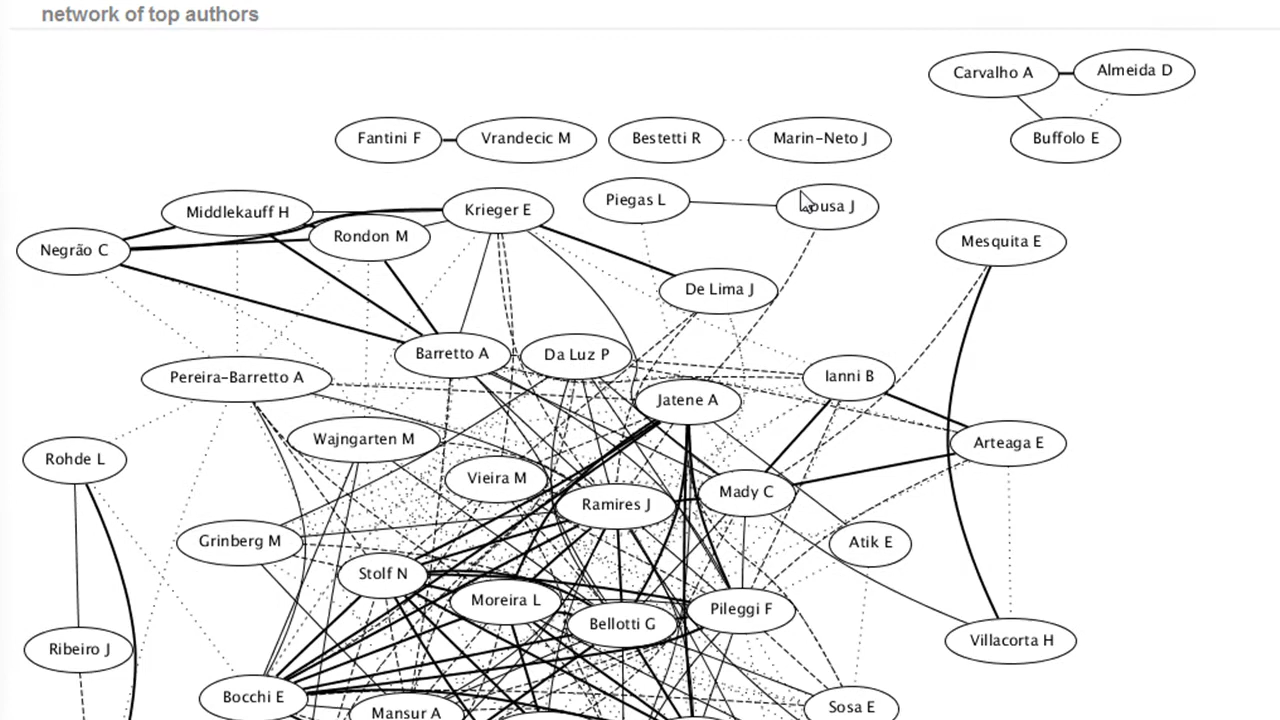 network of top authors
Carvalho A
Almeida D
Fantini F
Vrandecic M
Bestetti R
Marin-Neto J
Buffolo E
Middlekauff H
Krieger E
Piegas L
ousa J
Negrão C
Rondon M
Mesquita E
De Lima J
Barretto A
Da Luz P
Pereira-Barretto A
Ianni B
Jatene A
Wajngarten M
Arteaga E
Rohde L
Vieira M
Ramires J
Mady C
Grinberg M
Atik E
Stolf N
Moreira L
Bellotti G
Pileggi F
Villacorta H
Ribeiro J
Bocchi E
Mansur A
Sosa E